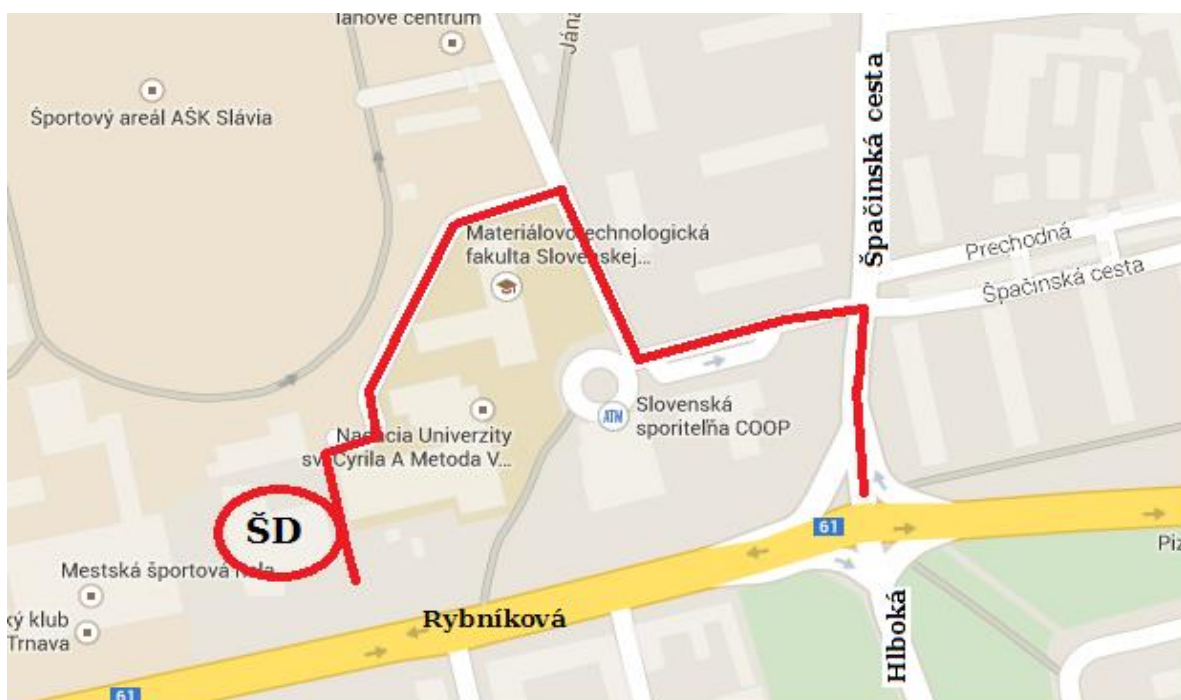 Tanové centrum
Jána
Športový areál AŠK Slávia
Špačinská cesta
Materiálovotechnologická
fakulta Slovenskej...
Prechodná
Špačinská cesta
ATM
Slovenská
sporiteľňa COOP
Nadácia Univerzity
sv. Cyrila A Metoda V...
ŠD
61
Piz
Mestská športová hala
ký klub
Trnava
Rybníková
Hlboká
61